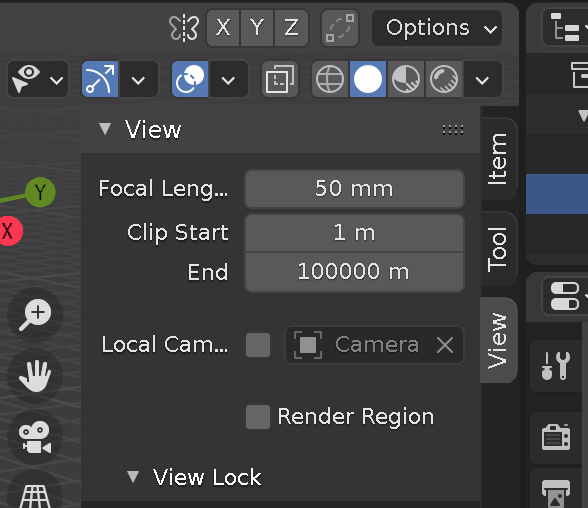 X Y Z Options
View
Focal Leng... 50 mm
Clip Start 1 m
End 100000 m
Local Cam... Camera
Render Region
View Lock
Item
Tool
View
Y
X